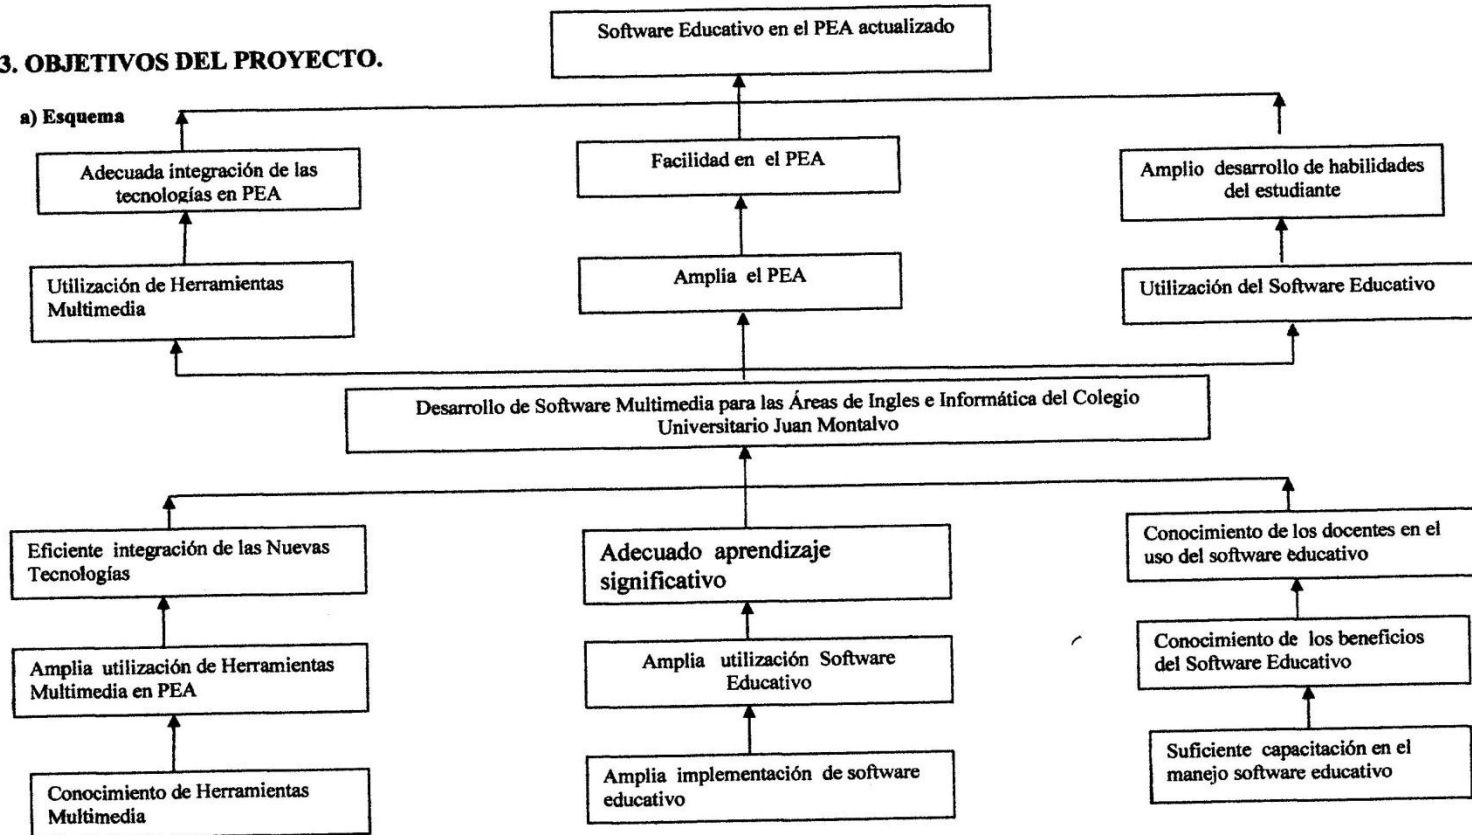 Software Educativo en el PEA actualizado
3. OBJETIVOS DEL PROYECTO.
a) Esquema
Adecuada integración de las
tecnologías en PEA
Facilidad en el PEA
Amplio desarrollo de habilidades
del estudiante
Utilización de Herramientas
Multimedia
Amplia el PEA
Utilización del Software Educativo
Desarrollo de Software Multimedia para las Áreas de Ingles e Informática del Colegio
Universitario Juan Montalvo
Eficiente integración de las Nuevas
Tecnologías
Adecuado aprendizaje
significativo
Conocimiento de los docentes en el
uso del software educativo
Amplia utilización de Herramientas
Multimedia en PEA
Amplia utilización Software
Educativo
Conocimiento de los beneficios
del Software Educativo
Conocimiento de Herramientas
Multimedia
Amplia implementación de software
educativo
Suficiente capacitación en el
manejo software educativo